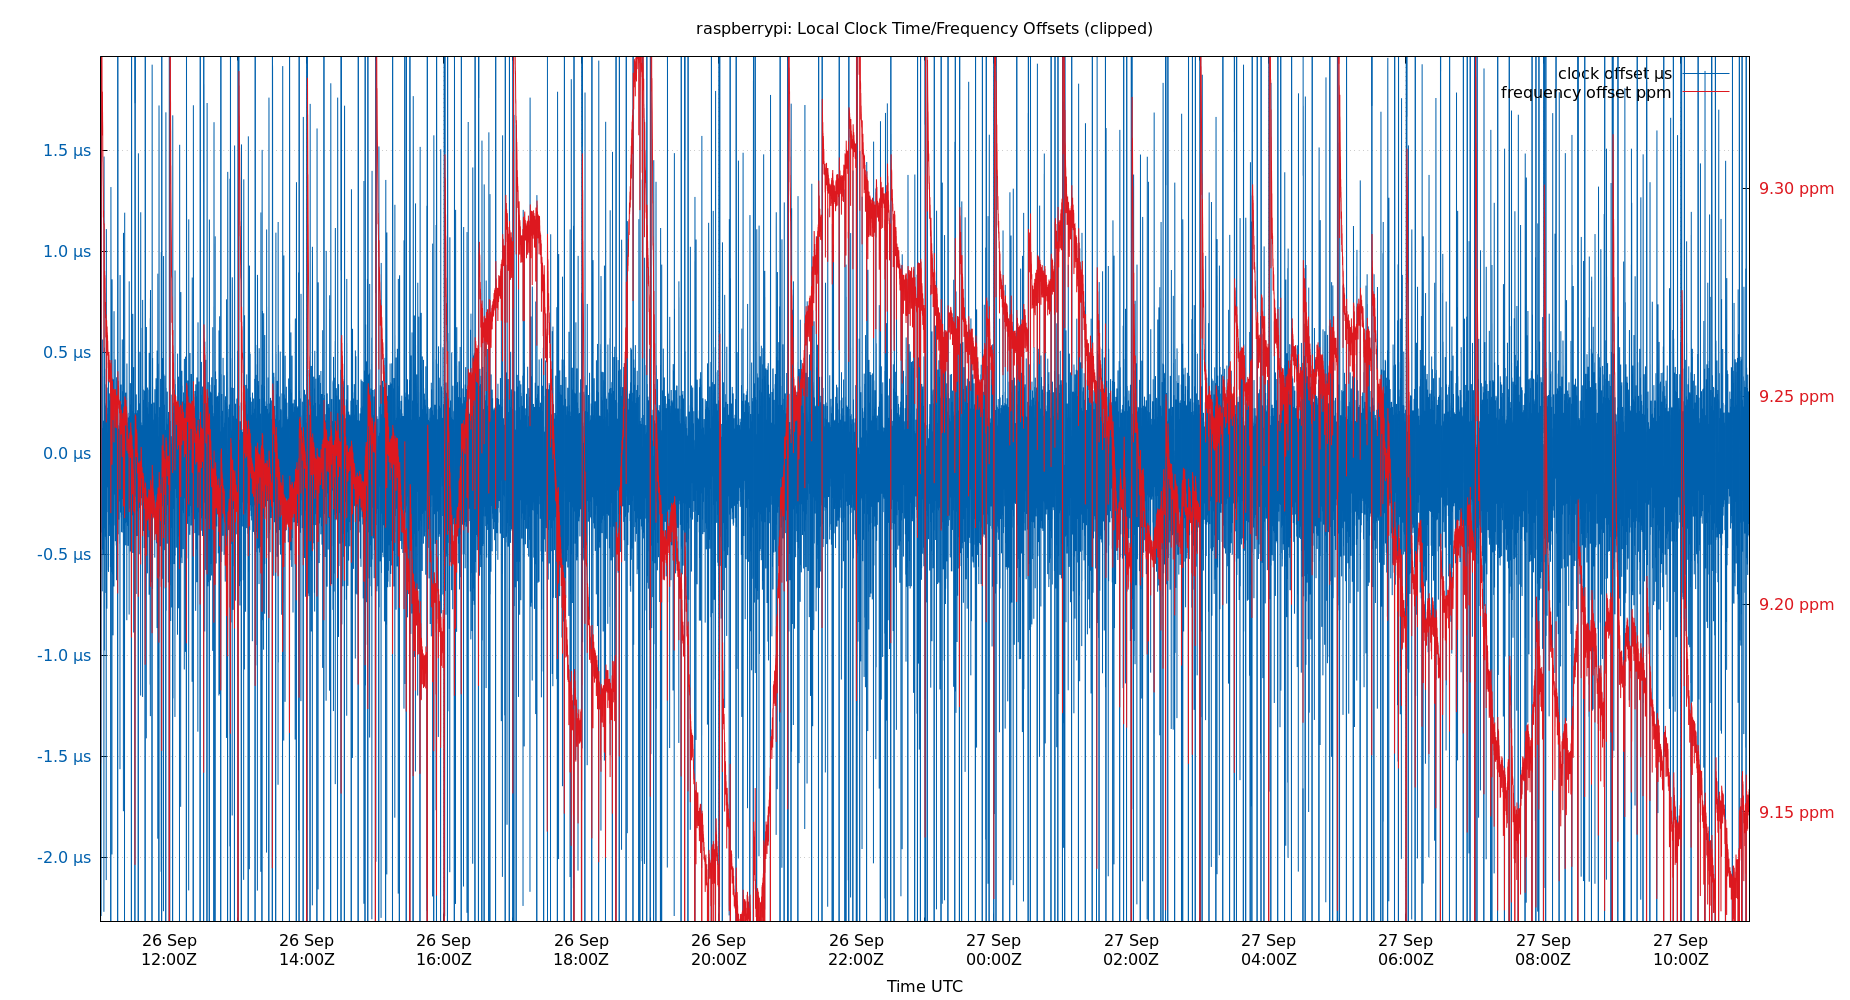 raspberrypi: Local Clock Time/Frequency Offsets (clipped)
clock offset µs
frequency offset ppm
1.5 µs
1.0 µs
0.5 µs
0.0 µs
-0.5 µs
-1.0 µs
-1.5 µs
-2.0 µs
9.30 ppm
9.25 ppm
9.20 ppm
9.15 ppm
26 Sep
12:00Z
26 Sep
14:00Z
26 Sep
16:00Z
26 Sep
18:00Z
26 Sep
20:00Z
26 Sep
22:00Z
27 Sep
00:00Z
27 Sep
02:00Z
27 Sep
04:00Z
27 Sep
06:00Z
27 Sep
08:00Z
27 Sep
10:00Z
Time UTC